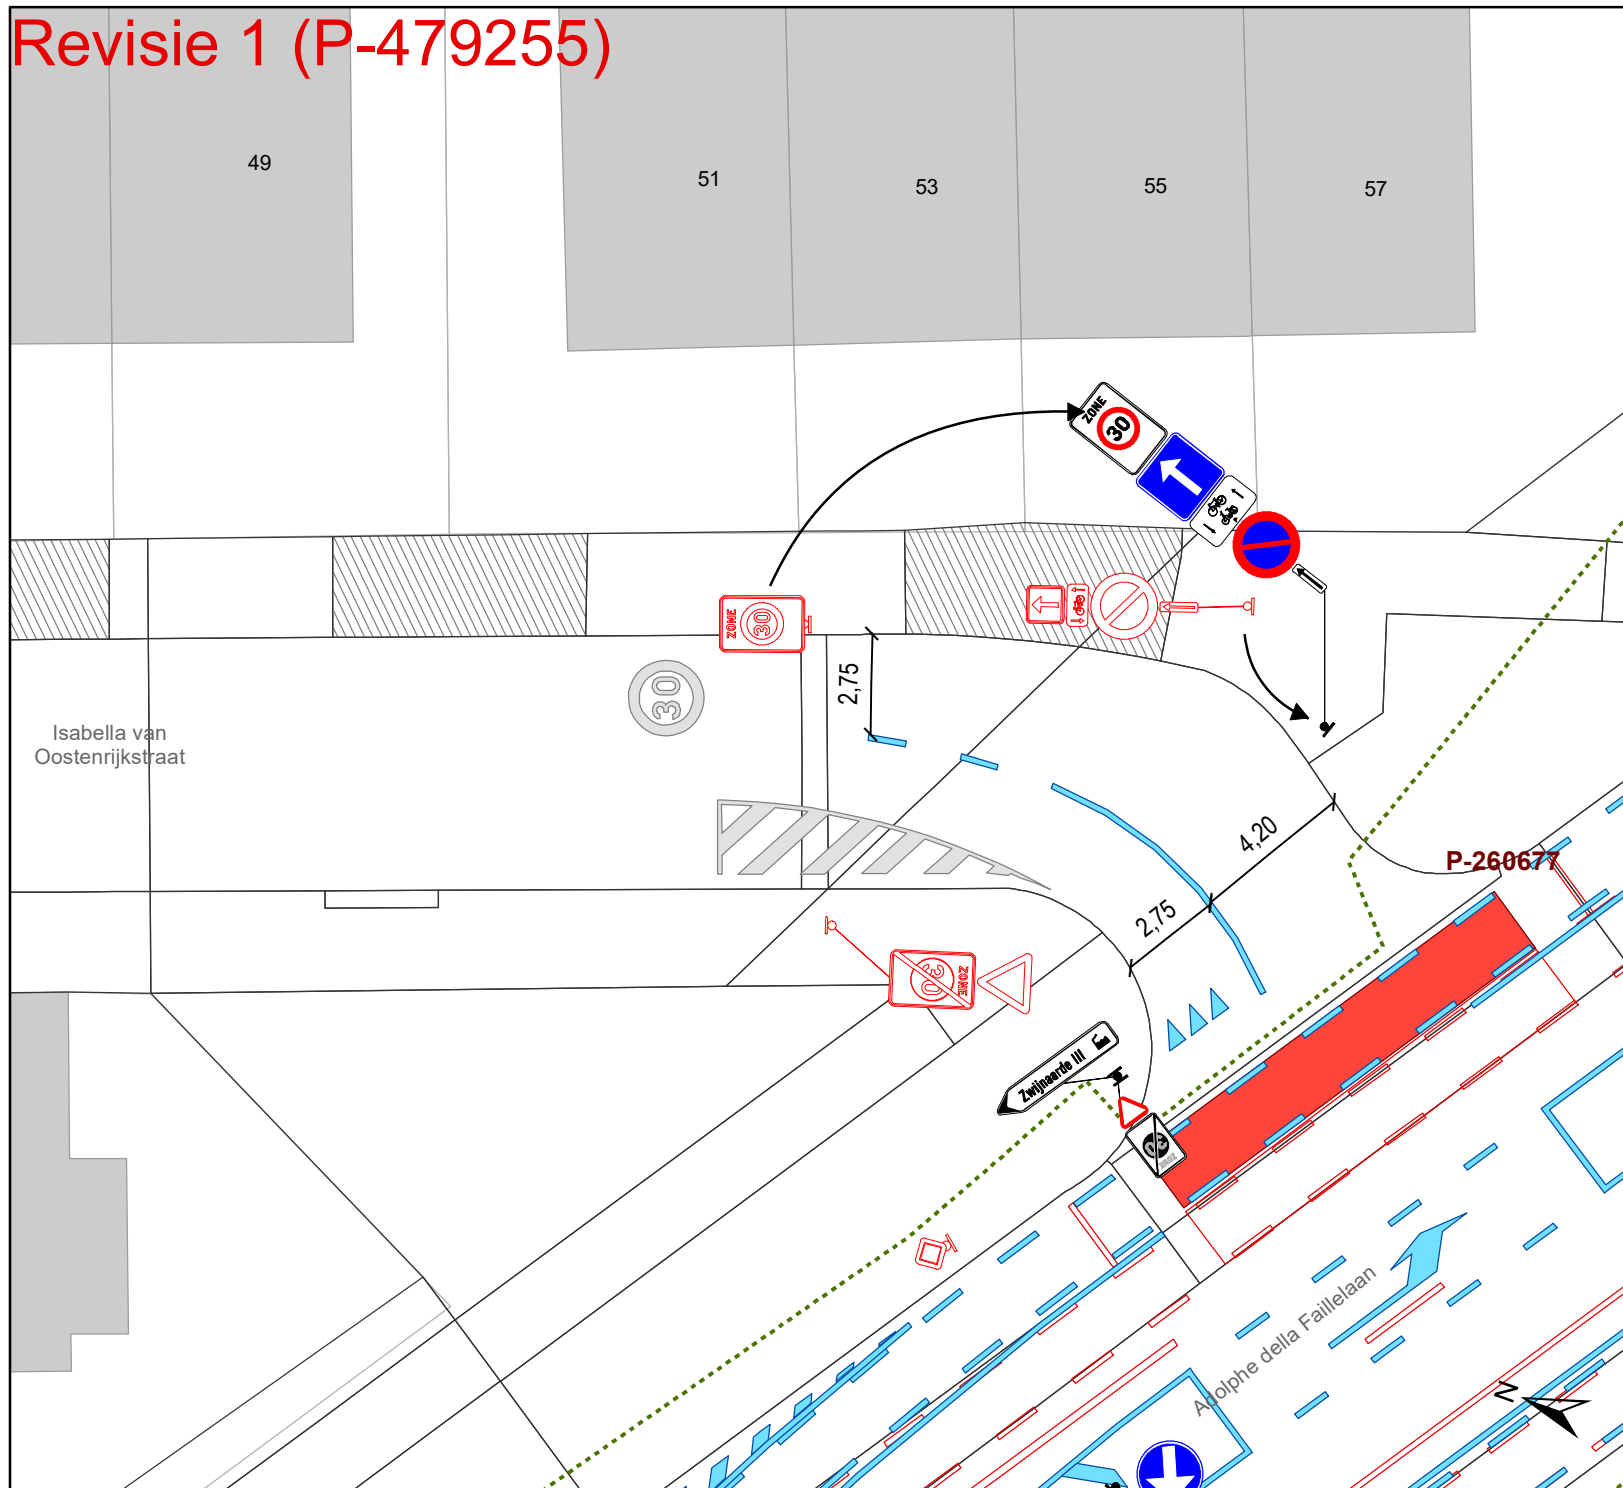 Revisie 1 (P-479255)
49
51
53
55
57
ZONE
30
ZONE
30
30
2,75
Isabella van
Oostenrijkstraat
4,20
P-260677
2,75
30
ZONE
Zwijnaarde III
ZONE
Adolphe della Faillelaan
N